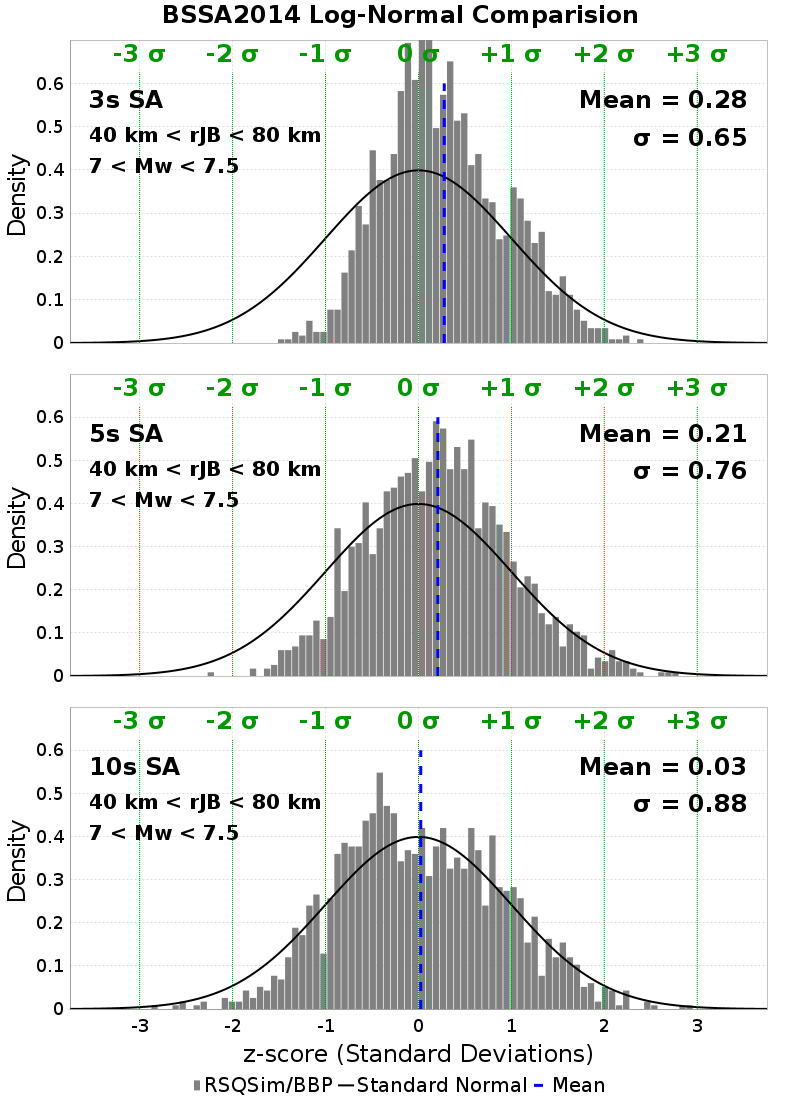 BSSA2014 Log-Normal Comparision
-3 σ -2 σ -1 σ 0 σ +1 σ +2 σ +3 σ
3s SA
Mean = 0.28
40 km < rJB < 80 km
σ = 0.65
7 < Mw < 7.5
Density
0.6
0.5
0.4
0.3
0.2
0.1
0
-3 σ -2 σ -1 σ 0 σ +1 σ +2 σ +3 σ
5s SA
Mean = 0.21
40 km < rJB < 80 km
σ = 0.76
7 < Mw < 7.5
Density
0.6
0.5
0.4
0.3
0.2
0.1
0
-3 σ -2 σ -1 σ 0 σ +1 σ +2 σ +3 σ
10s SA
Mean = 0.03
40 km < rJB < 80 km
σ = 0.88
7 < Mw < 7.5
Density
0.6
0.5
0.4
0.3
0.2
0.1
0
-3 -2 -1 0 1 2 3
z-score (Standard Deviations)
RSQSim/BBP Standard Normal Mean